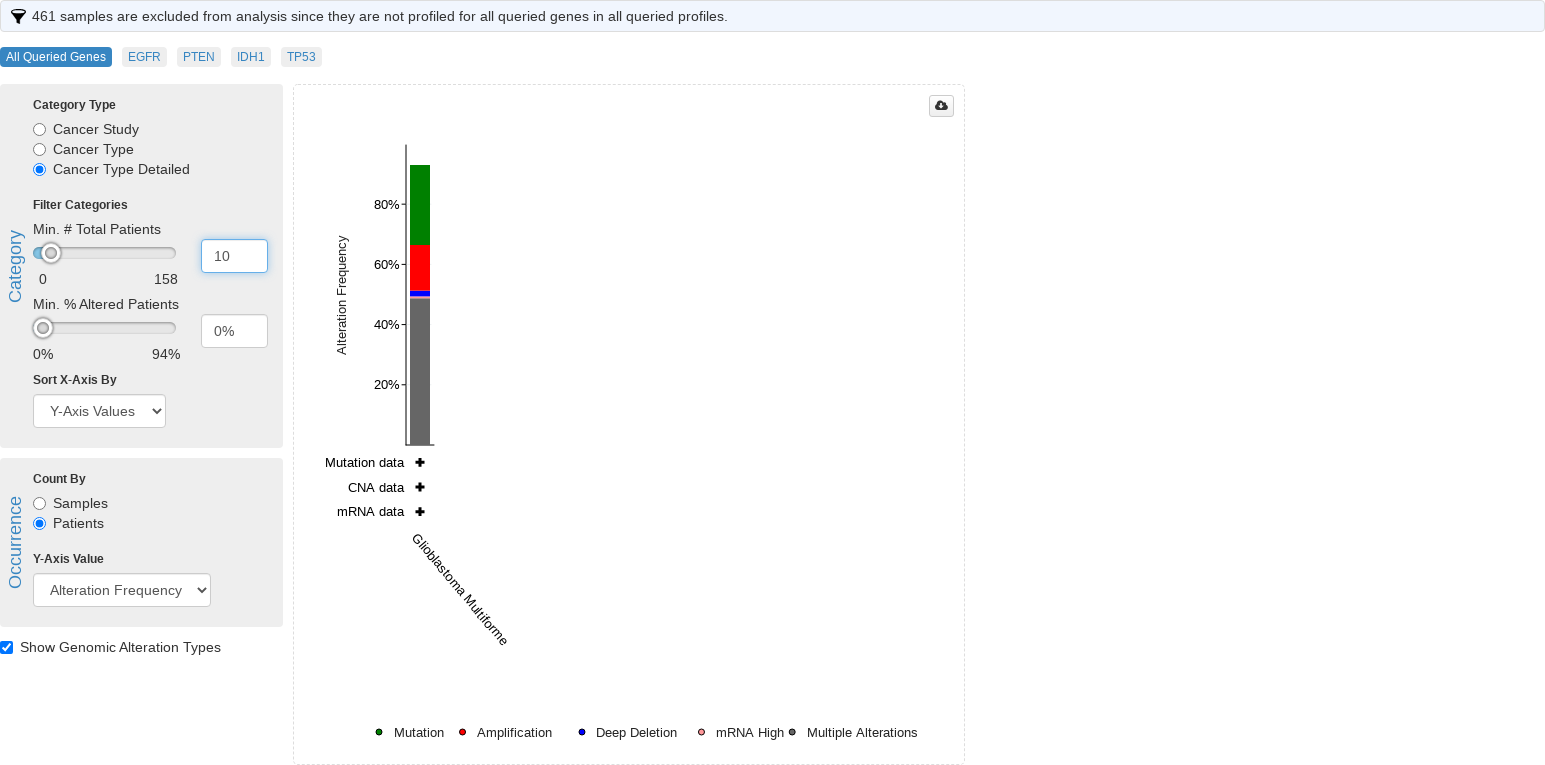 461 samples are excluded from analysis since they are not profiled for all queried genes in all queried profiles.
All Queried Genes EGFR PTEN IDH1 TP53
Category
Category Type
Cancer Study
Cancer Type
Cancer Type Detailed
Filter Categories
Min. # Total Patients
10
0 158
Min. % Altered Patients
0%
0% 94%
Sort X-Axis By
Y-Axis Values
Occurrence
Count By
Samples
Patients
Y-Axis Value
Alteration Frequency
Show Genomic Alteration Types
Alteration Frequency
80%
60%
40%
20%
Mutation data
CNA data
mRNA data
Glioblastoma Multiforme
Mutation Amplification Deep Deletion mRNA High Multiple Alterations